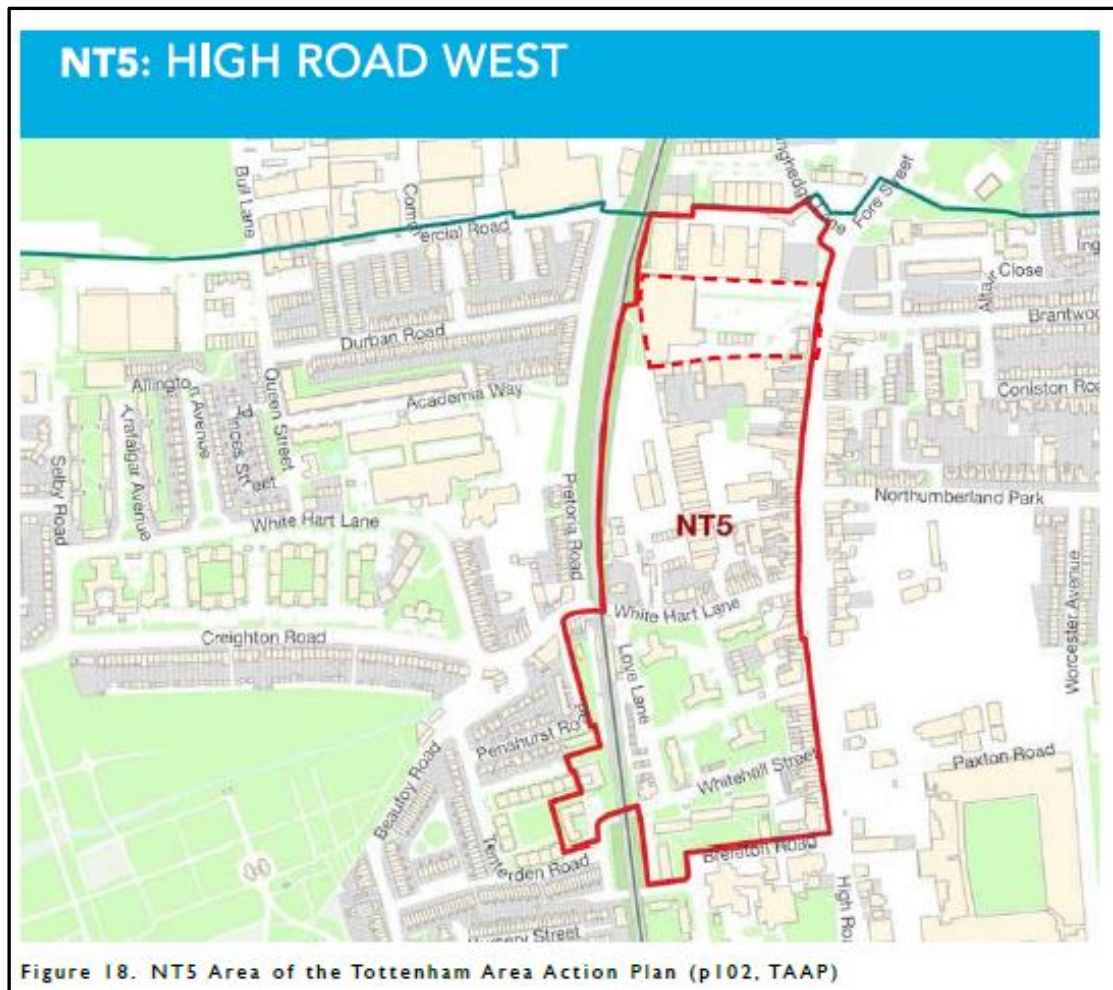 NT5: HIGH ROAD WEST
Bull Lane
Commercial Road
Fore Street
Altair Close
Brantwo
Durban Road
Allington Avenue
Queen Street
Academia Way
Coniston Roa
Trafalgar Avenue
Selby Road
Pretoria Road
Northumberland Park
White Hart Lane
NT5
Worcester Avenue
White Hart Lane
Creighton Road
Love Lane
Penshurst Ro
Paxton Road
Whitehall Street
Beaufoy Road
Tenterden Road
Brereton Road
High Roa
Figure 18. NT5 Area of the Tottenham Area Action Plan (p102, TAAP)